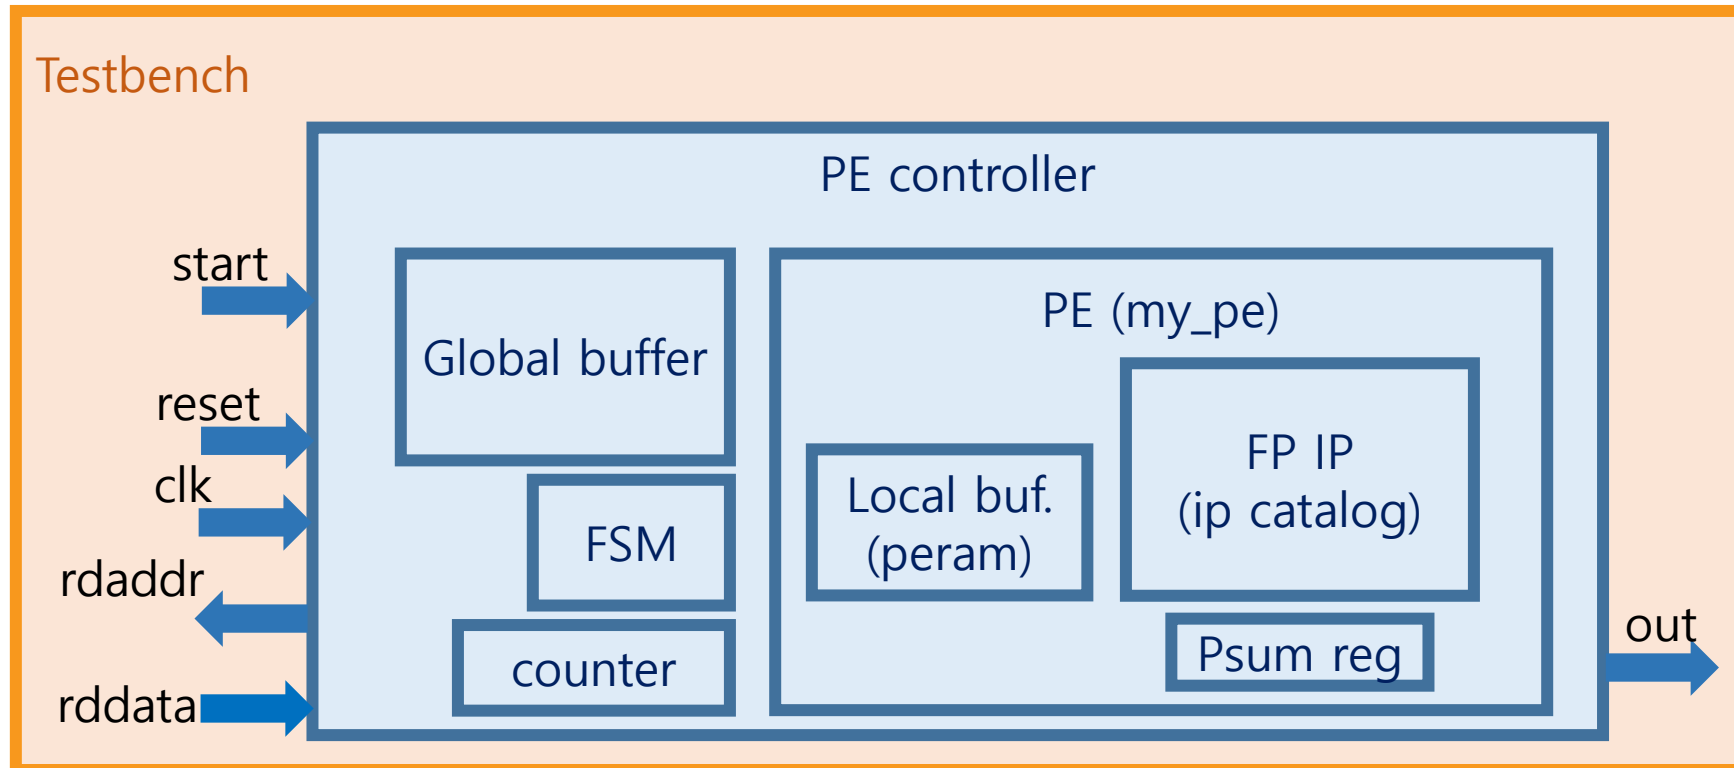 Testbench
PE controller
start
reset
clk
rdaddr
rddata
Global buffer
FSM
counter
PE (my_pe)
Local buf.
(peram)
FP IP
(ip catalog)
Psum reg
out